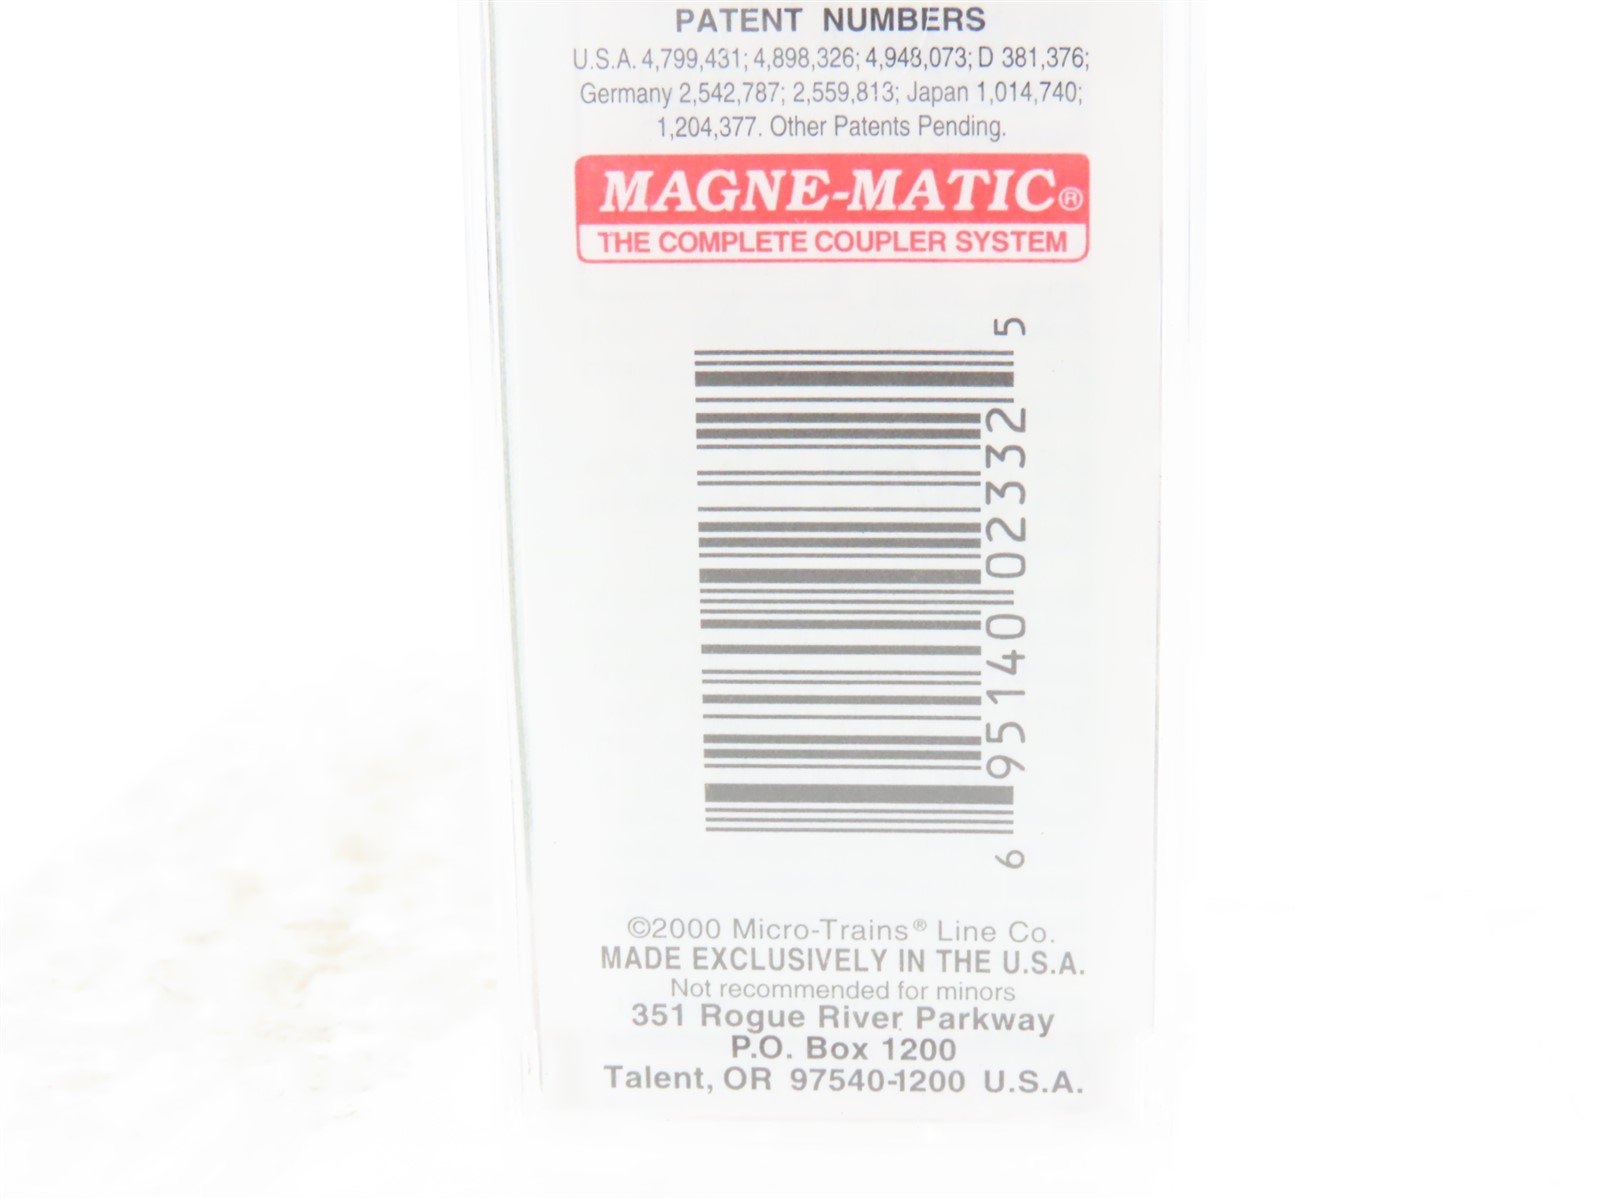 PATENT NUMBERS
U.S.A. 4,799,431; 4,898,326; 4,948,073; D 381,376;
Germany 2,542,787; 2,559,813; Japan 1,014,740;
1,204,377. Other Patents Pending.
MAGNE-MATIC®
THE COMPLETE COUPLER SYSTEM
6 95140 02332 5
©2000 Micro-Trains® Line Co.
MADE EXCLUSIVELY IN THE U.S.A.
Not recommended for minors
351 Rogue River Parkway
P.O. Box 1200
Talent, OR 97540-1200 U.S.A.